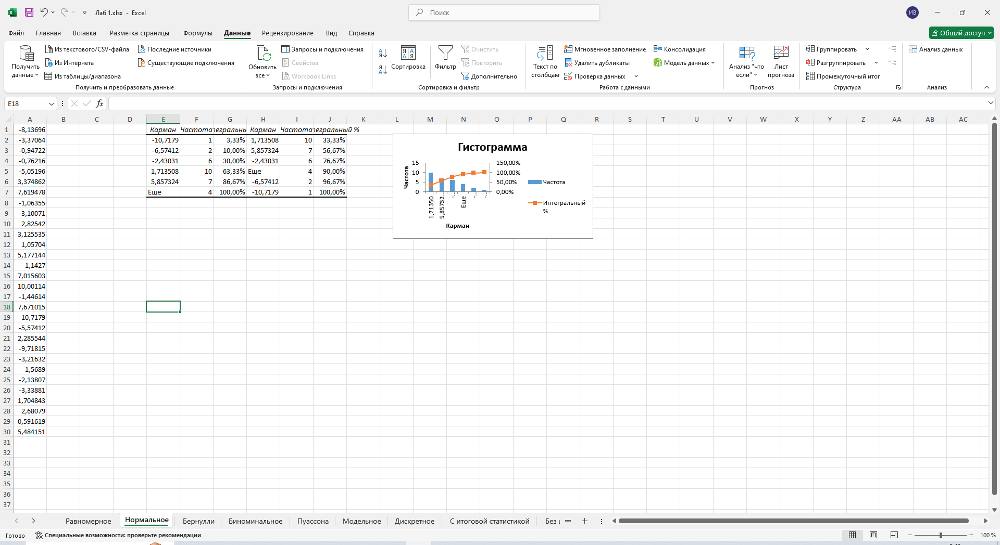 Лаб 1.xlsx - Excel
Поиск
ИВ
Файл Главная Вставка Разметка страницы Формулы Данные Рецензирование Вид Справка
Общий доступ
Получить данные
Из текстового/CSV-файла
Из Интернета
Из таблицы/диапазона
Последние источники
Существующие подключения
Получить и преобразовать данные
Обновить все
Запросы и подключения
Свойства
Workbook Links
Запросы и подключения
Сортировка
Фильтр
Очистить
Повторить
Дополнительно
Сортировка и фильтр
Текст по столбцам
Мгновенное заполнение
Удалить дубликаты
Проверка данных
Консолидация
Модель данных
Работа с данными
Анализ "что если"
Лист прогноза
Прогноз
Группировать
Разгруппировать
Промежуточный итог
Структура
Анализ данных
Анализ
E18
fx
A B C D E F G H I J K L M N O P Q R S T U V W X Y Z AA AB AC
1 -8,13696 Карман Частота тегральны Карман Частота тегральный %
2 -3,37064 -10,7179 1 3,33% 1,713508 10 33,33%
3 -0,94722 -6,57412 2 10,00% 5,857324 7 56,67%
4 -0,76216 -2,43031 6 30,00% -2,43031 6 76,67%
5 -5,05196 1,713508 10 63,33% Еще 4 90,00%
6 3,374862 5,857324 7 86,67% -6,57412 2 96,67%
7 7,619478 Еще 4 100,00% -10,7179 1 100,00%
8 -1,06355
9 -3,10071
10 2,82542
11 3,125535
12 1,05704
13 5,177144
14 -1,1427
15 7,015603
16 10,00114
17 -1,44614
18 7,671015
19 -10,7179
20 -5,57412
21 2,285544
22 -9,71815
23 -3,21632
24 -1,5689
25 -2,13807
26 -3,33881
27 1,704843
28 2,68079
29 0,591619
30 5,484151
31
32
33
34
35
36
37
Гистограмма
Частота
15
10
5
0
150,00%
100,00%
50,00%
0,00%
1,71350…
5,85732…
-…
Еще
-…
-…
Карман
Частота
Интегральный %
Равномерное Нормальное Бернулли Биноминальное Пуассона Модельное Дискретное С итоговой статистикой Без
Готово
Специальные возможности: проверьте рекомендации
100 %